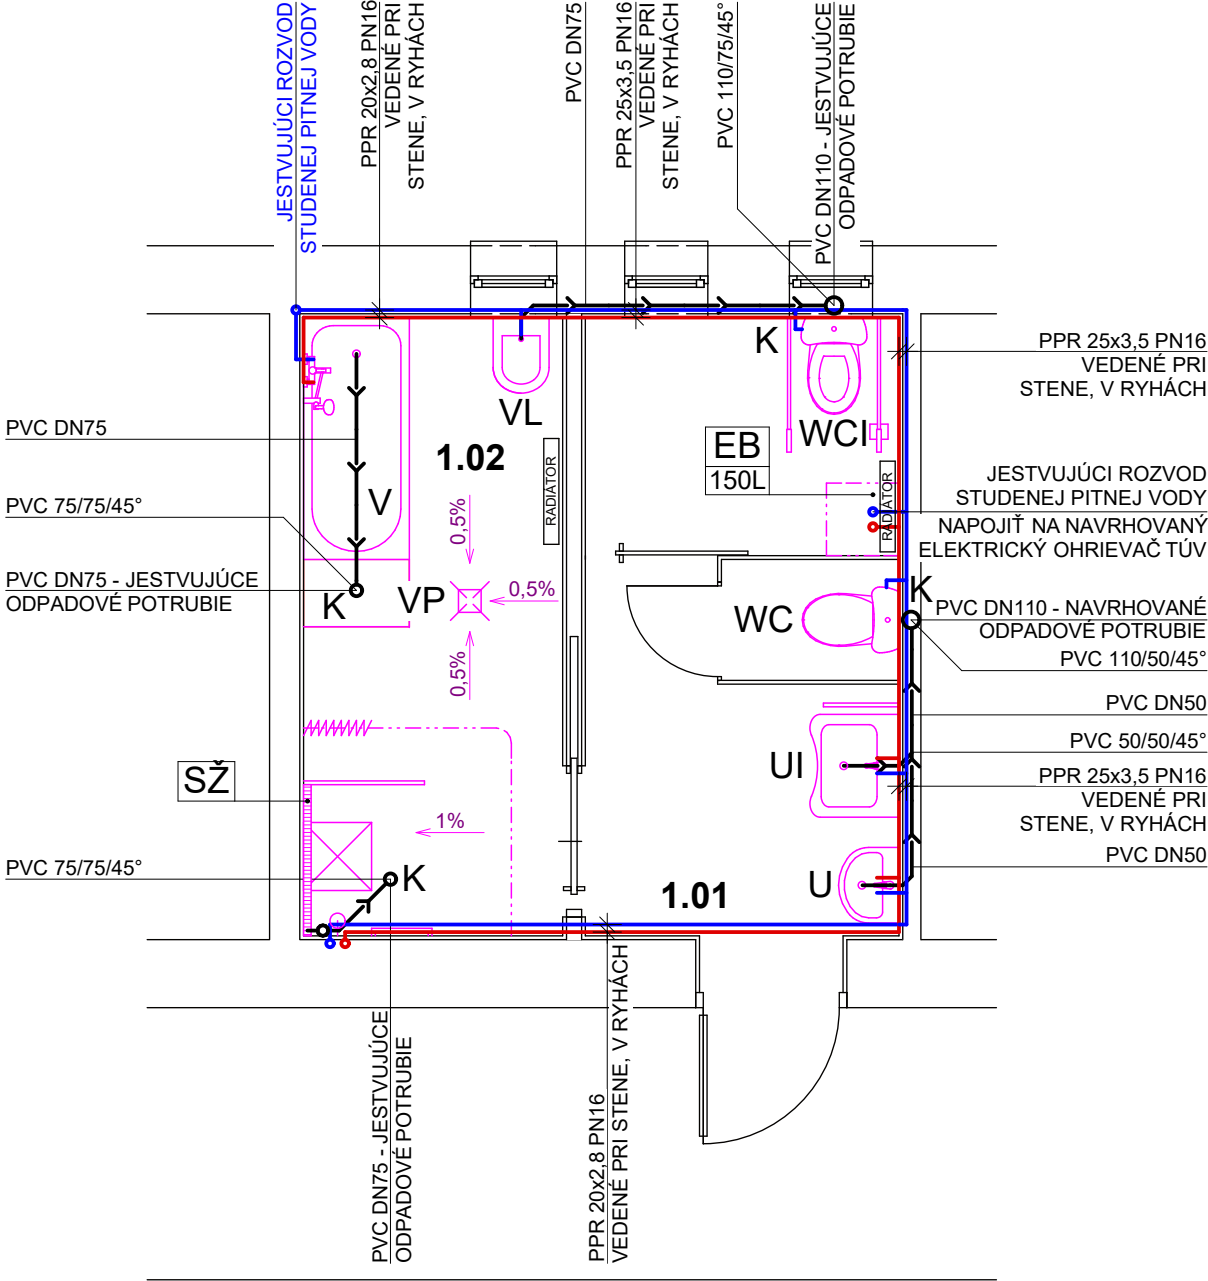 JESTVUJÚCI ROZVOD
STUDENEJ PITNEJ VODY
PPR 20x2,8 PN16
VEDENÉ PRI
STENE, V RYHÁCH
PVC DN75
PPR 25x3,5 PN16
VEDENÉ PRI
STENE, V RYHÁCH
PVC 110/75/45°
PVC DN110 - JESTVUJÚCE
ODPADOVÉ POTRUBIE
K
PPR 25x3,5 PN16
VEDENÉ PRI
STENE, V RYHÁCH
VL
WCI
PVC DN75
1.02
EB
150L
RADIÁTOR
RADIÁTOR
JESTVUJÚCI ROZVOD
STUDENEJ PITNEJ VODY
NAPOJIŤ NA NAVRHOVANÝ
ELEKTRICKÝ OHRIEVAČ TÚV
PVC 75/75/45°
V
0,5%
PVC DN75 - JESTVUJÚCE
ODPADOVÉ POTRUBIE
K
VP
0,5%
0,5%
WC
K
PVC DN110 - NAVRHOVANÉ
ODPADOVÉ POTRUBIE
PVC 110/50/45°
PVC DN50
PVC 50/50/45°
SŽ
UI
PPR 25x3,5 PN16
VEDENÉ PRI
STENE, V RYHÁCH
1%
PVC DN50
PVC 75/75/45°
K
U
1.01
PVC DN75 - JESTVUJÚCE
ODPADOVÉ POTRUBIE
PPR 20x2,8 PN16
VEDENÉ PRI STENE, V RYHÁCH